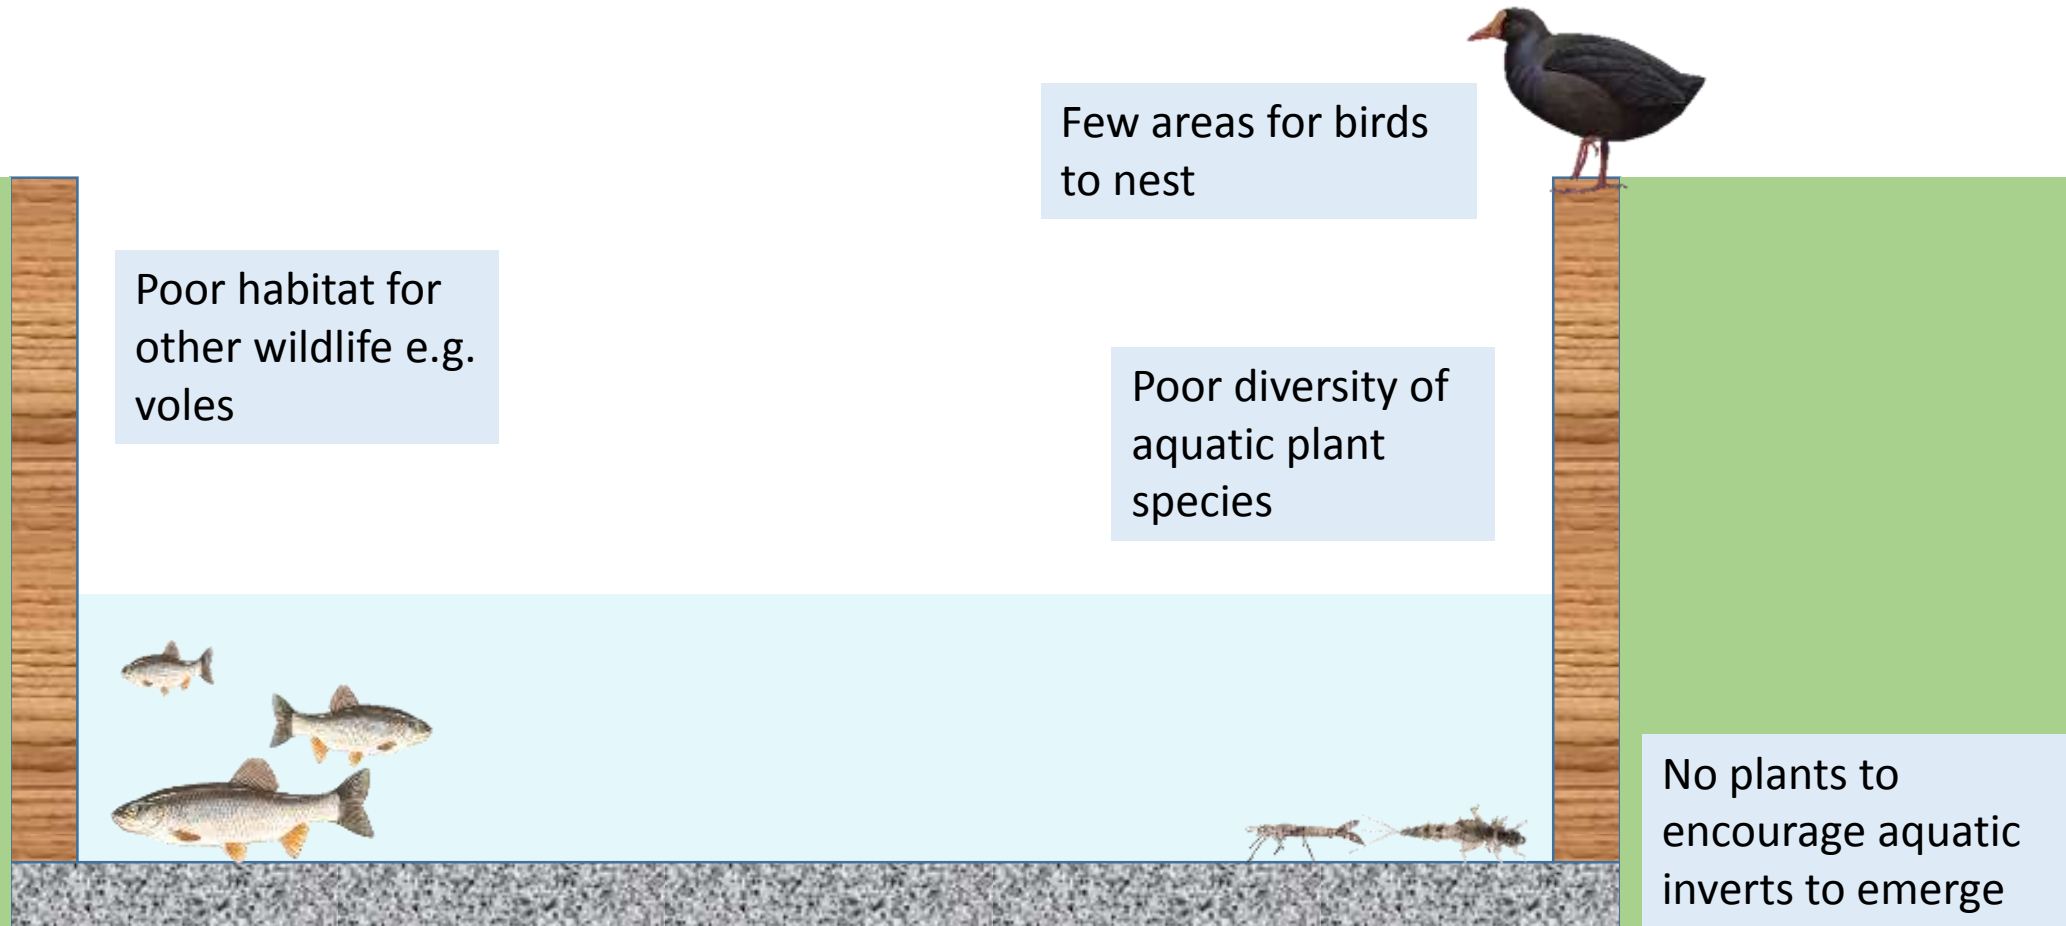 Few areas for birds
to nest
Poor habitat for
other wildlife e.g.
voles
Poor diversity of
aquatic plant
species
No plants to
encourage aquatic
inverts to emerge